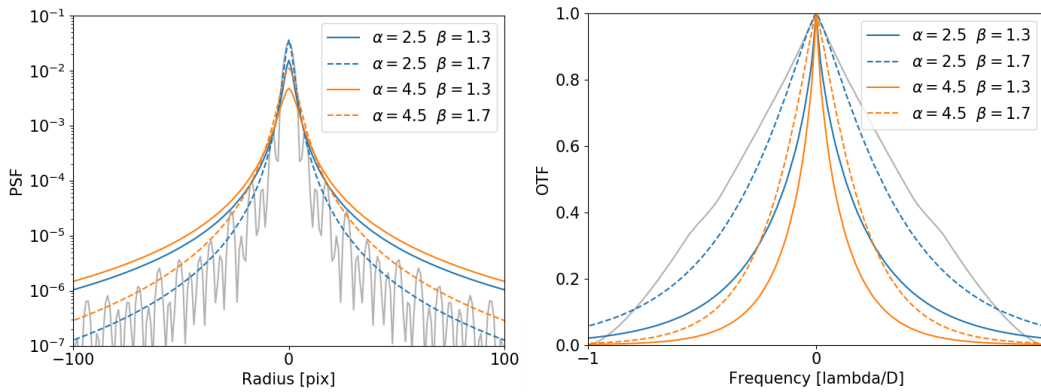 10⁻¹
10⁻²
10⁻³
10⁻⁴
10⁻⁵
10⁻⁶
10⁻⁷
PSF
−100
0
100
Radius [pix]
α = 2.5 β = 1.3
α = 2.5 β = 1.7
α = 4.5 β = 1.3
α = 4.5 β = 1.7
1.0
0.8
0.6
0.4
0.2
0.0
OTF
−1
0
Frequency [lambda/D]
α = 2.5 β = 1.3
α = 2.5 β = 1.7
α = 4.5 β = 1.3
α = 4.5 β = 1.7